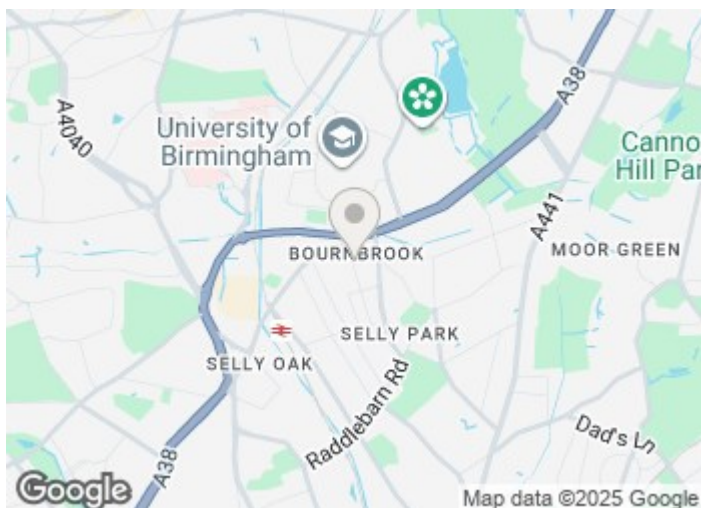 A4040
University of
Birmingham
A38
Canno
Hill Par
A441
BOURNBROOK
MOOR GREEN
SELLY PARK
SELLY OAK
Raddlebarn Rd
Dad's Ln
A38
Google
Map data ©2025 Google